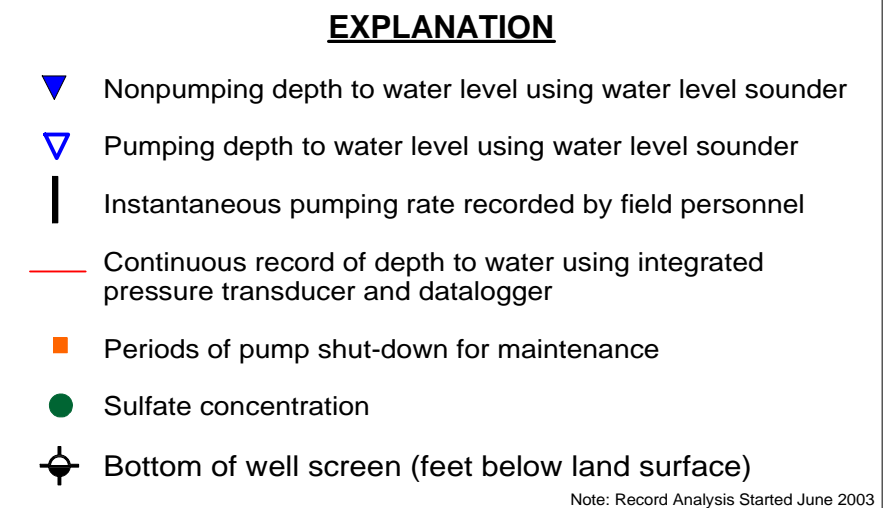 EXPLANATION
Nonpumping depth to water level using water level sounder
Pumping depth to water level using water level sounder
Instantaneous pumping rate recorded by field personnel
Continuous record of depth to water using integrated
pressure transducer and datalogger
Periods of pump shut-down for maintenance
Sulfate concentration
Bottom of well screen (feet below land surface)
Note: Record Analysis Started June 2003